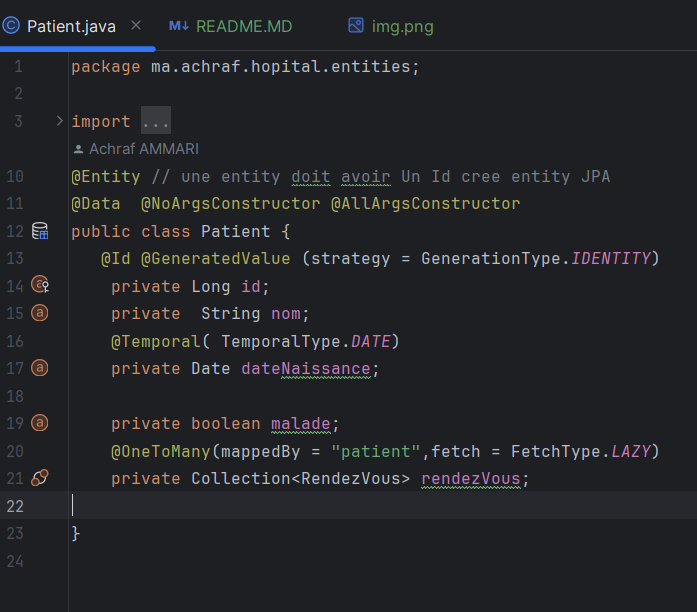 Patient.java
README.MD
img.png
1 package ma.achraf.hopital.entities;
2
3 import ...
Achraf AMMARI
10 @Entity // une entity doit avoir Un Id cree entity JPA
11 @Data  @NoArgsConstructor @AllArgsConstructor
12 public class Patient {
13    @Id @GeneratedValue (strategy = GenerationType.IDENTITY)
14     private Long id;
15     private  String nom;
16     @Temporal( TemporalType.DATE)
17     private Date dateNaissance;
18
19     private boolean malade;
20     @OneToMany(mappedBy = "patient",fetch = FetchType.LAZY)
21     private Collection<RendezVous> rendezVous;
22
23 }
24